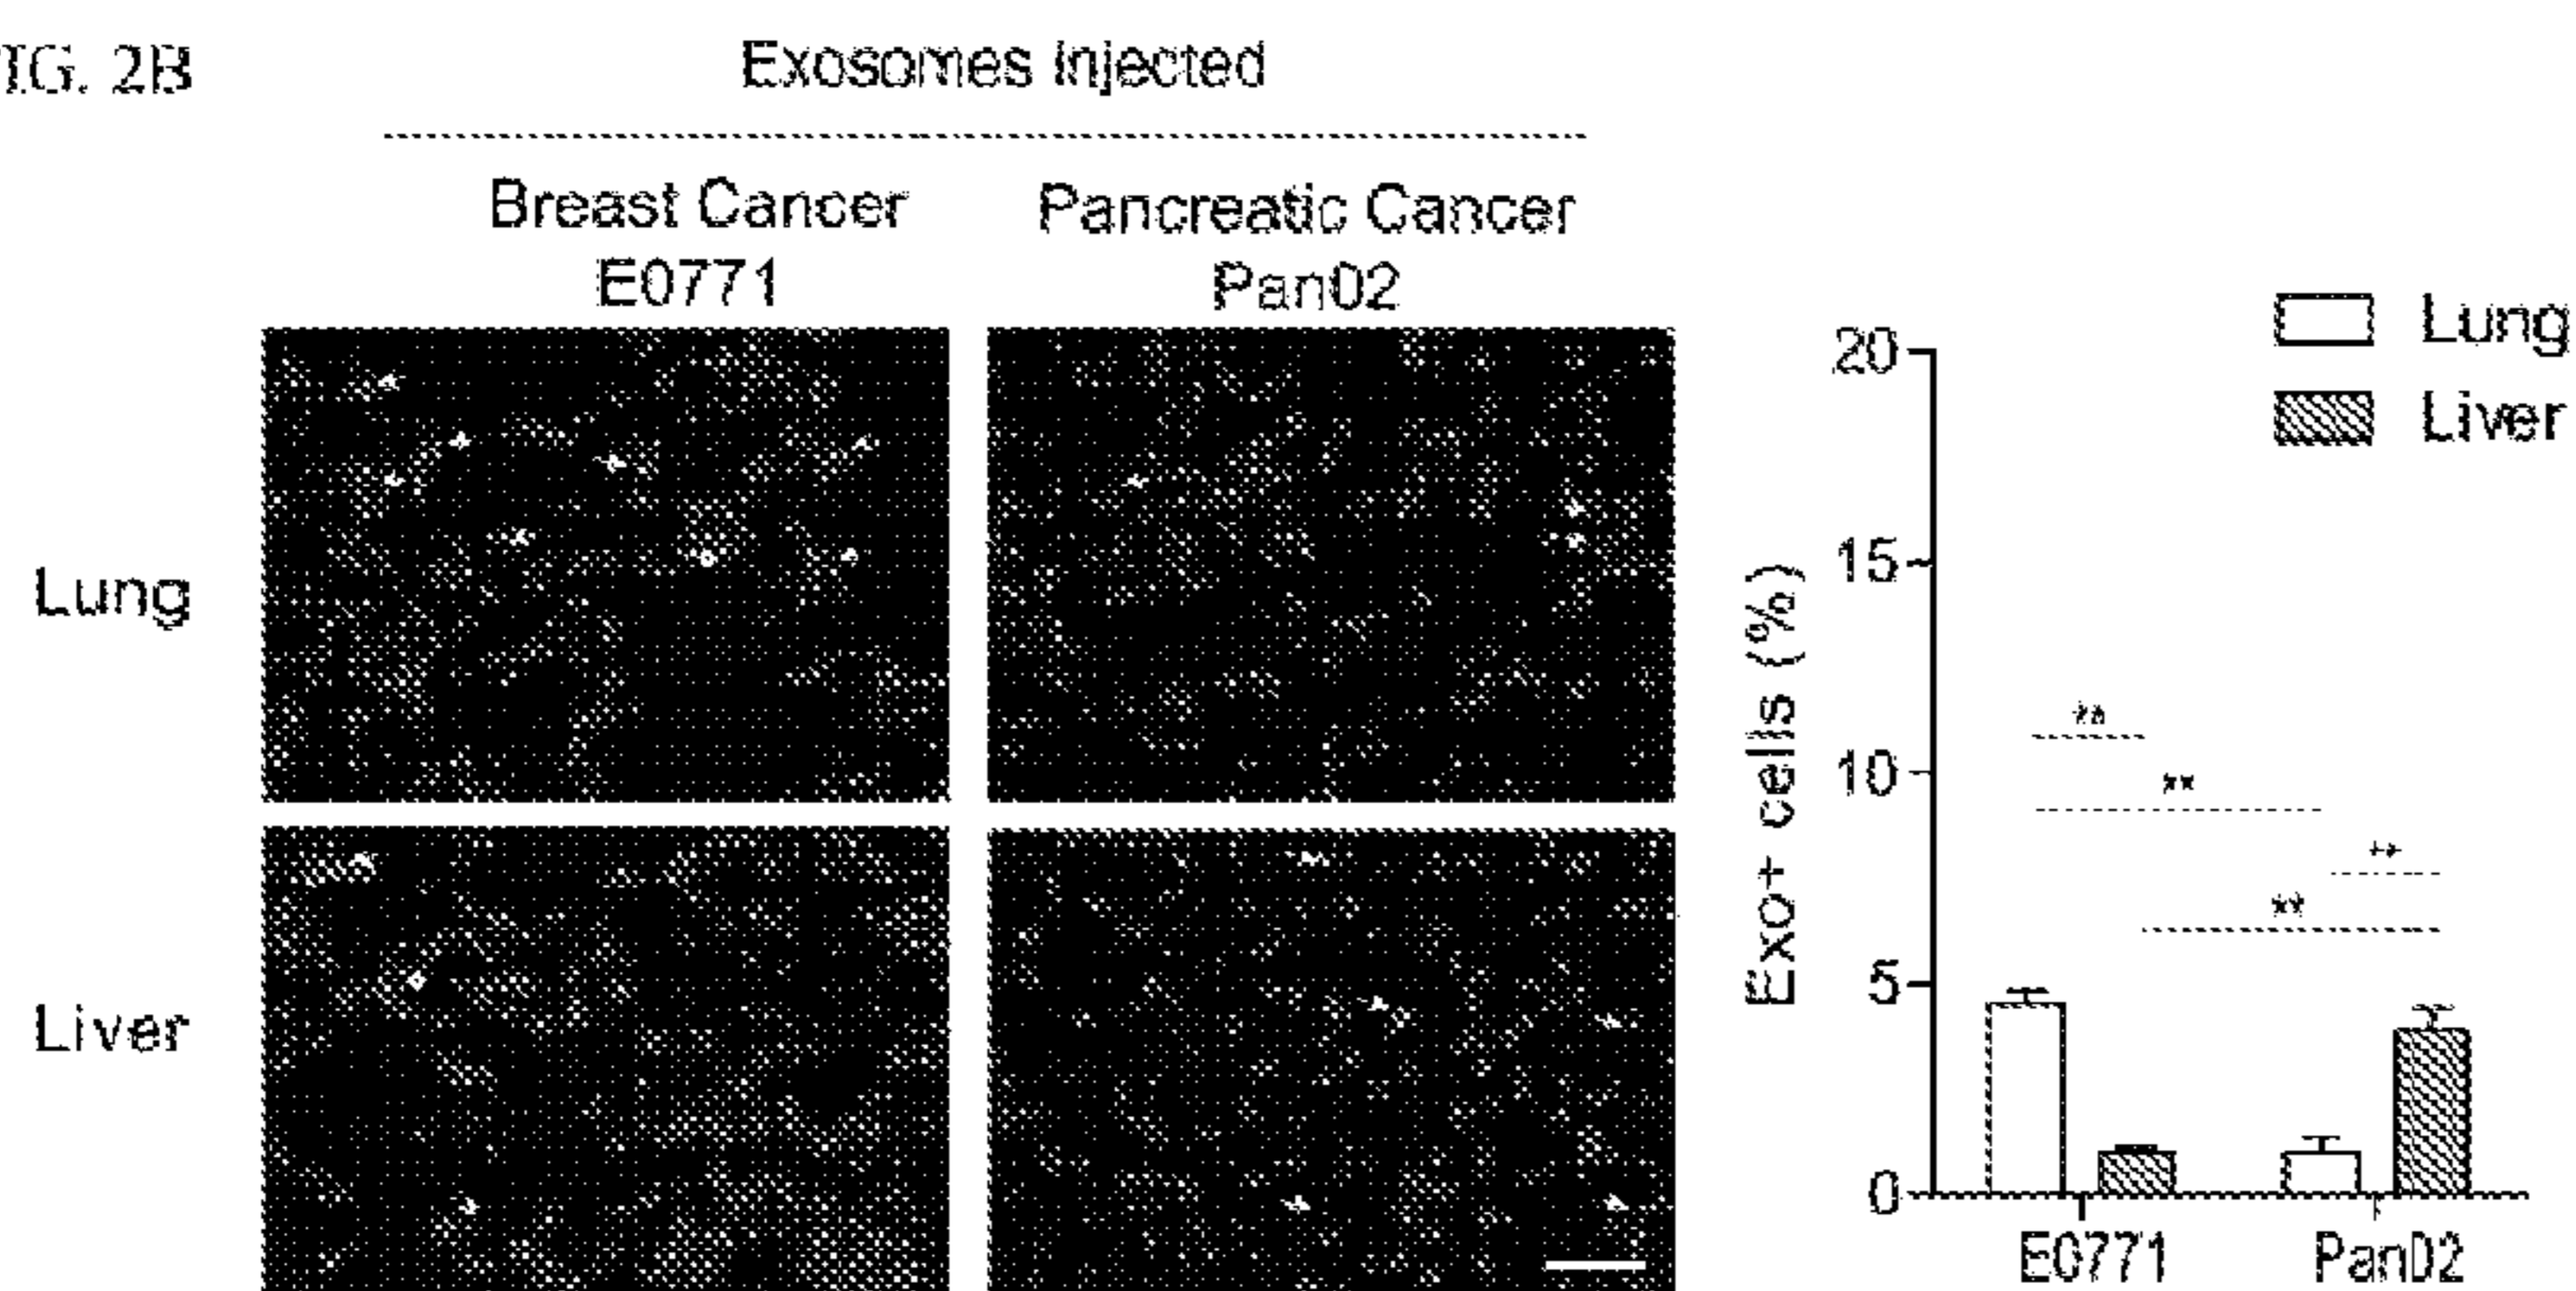 IG. 2B
Exosomes Injected
Breast Cancer
E0771
Pancreatic Cancer
Pan02
Lung
Liver
Exo+ cells (%)
20
15
10
5
0
**
**
**
**
E0771
Pan02
Lung
Liver